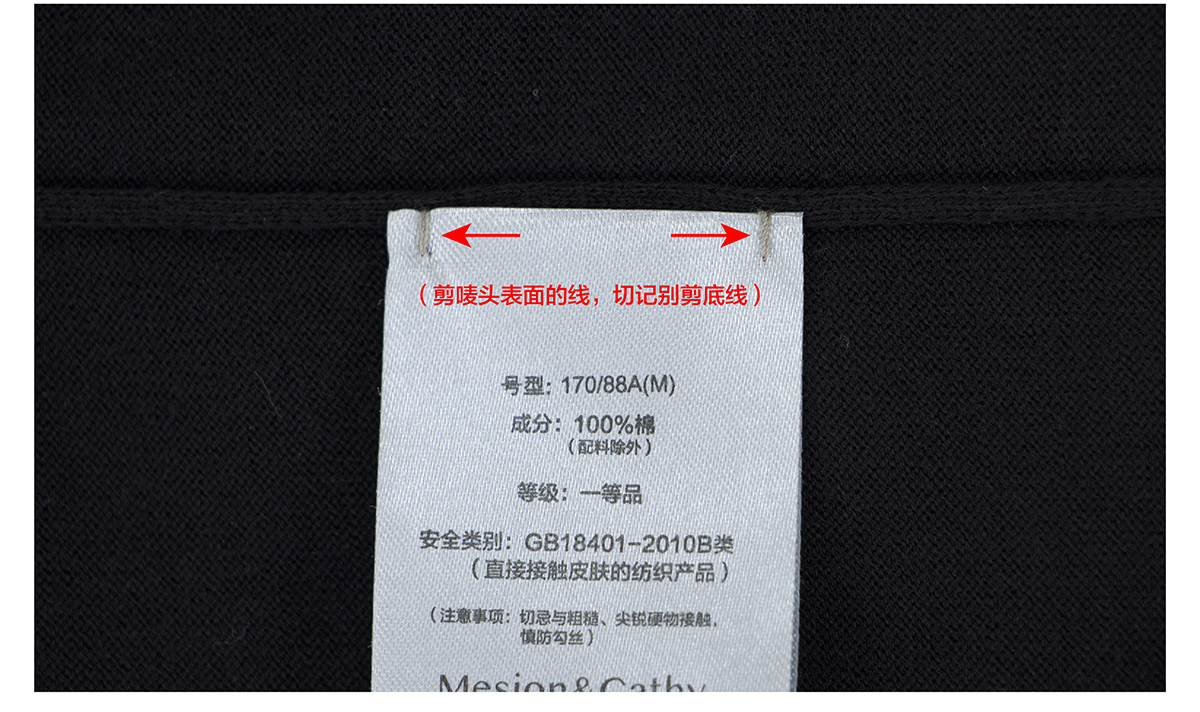 （剪唛头表面的线，切记别剪底线）
号型：170/88A(M)
成分：100%棉
（配料除外）
等级：一等品
安全类别：GB18401-2010B类
（直接接触皮肤的纺织产品）
（注意事项：切忌与粗糙、尖锐硬物接触，
慎防勾丝）
Mesion&Cathy